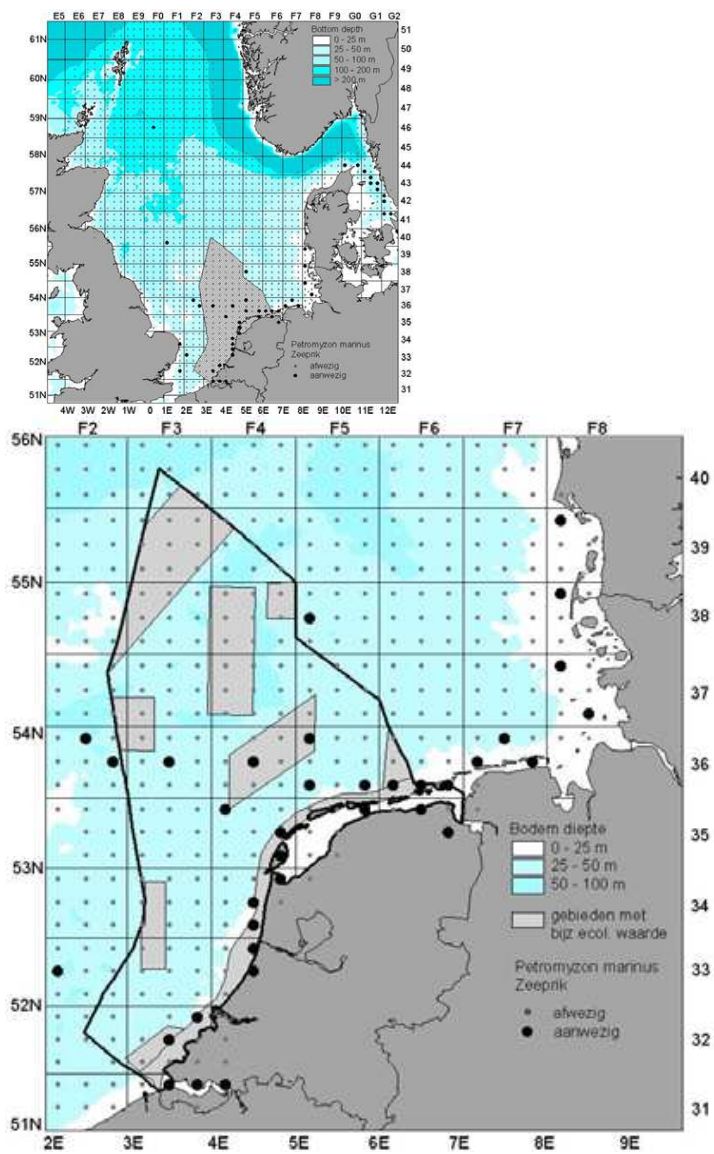 E5 E6 E7 E8 E9 F0 F1 F2 F3 F4 F5 F6 F7 F8 F9 G0 G1 G2
Bottom depth
0 - 25 m
25 - 50 m
50 - 100 m
100 - 200 m
> 200 m
61N
60N
59N
58N
57N
56N
55N
54N
53N
52N
51N
51
50
49
48
47
46
45
44
43
42
41
40
39
38
37
36
35
34
33
32
31
Petromyzon marinus
Zeeprik
afwezig
aanwezig
4W 3W 2W 1W 0 1E 2E 3E 4E 5E 6E 7E 8E 9E 10E 11E 12E
F2 F3 F4 F5 F6 F7 F8
56N
55N
54N
53N
52N
51N
40
39
38
37
36
35
34
33
32
31
Bodem diepte
0 - 25 m
25 - 50 m
50 - 100 m
gebieden met
bijz ecol. waarde
Petromyzon marinus
Zeeprik
afwezig
aanwezig
2E 3E 4E 5E 6E 7E 8E 9E